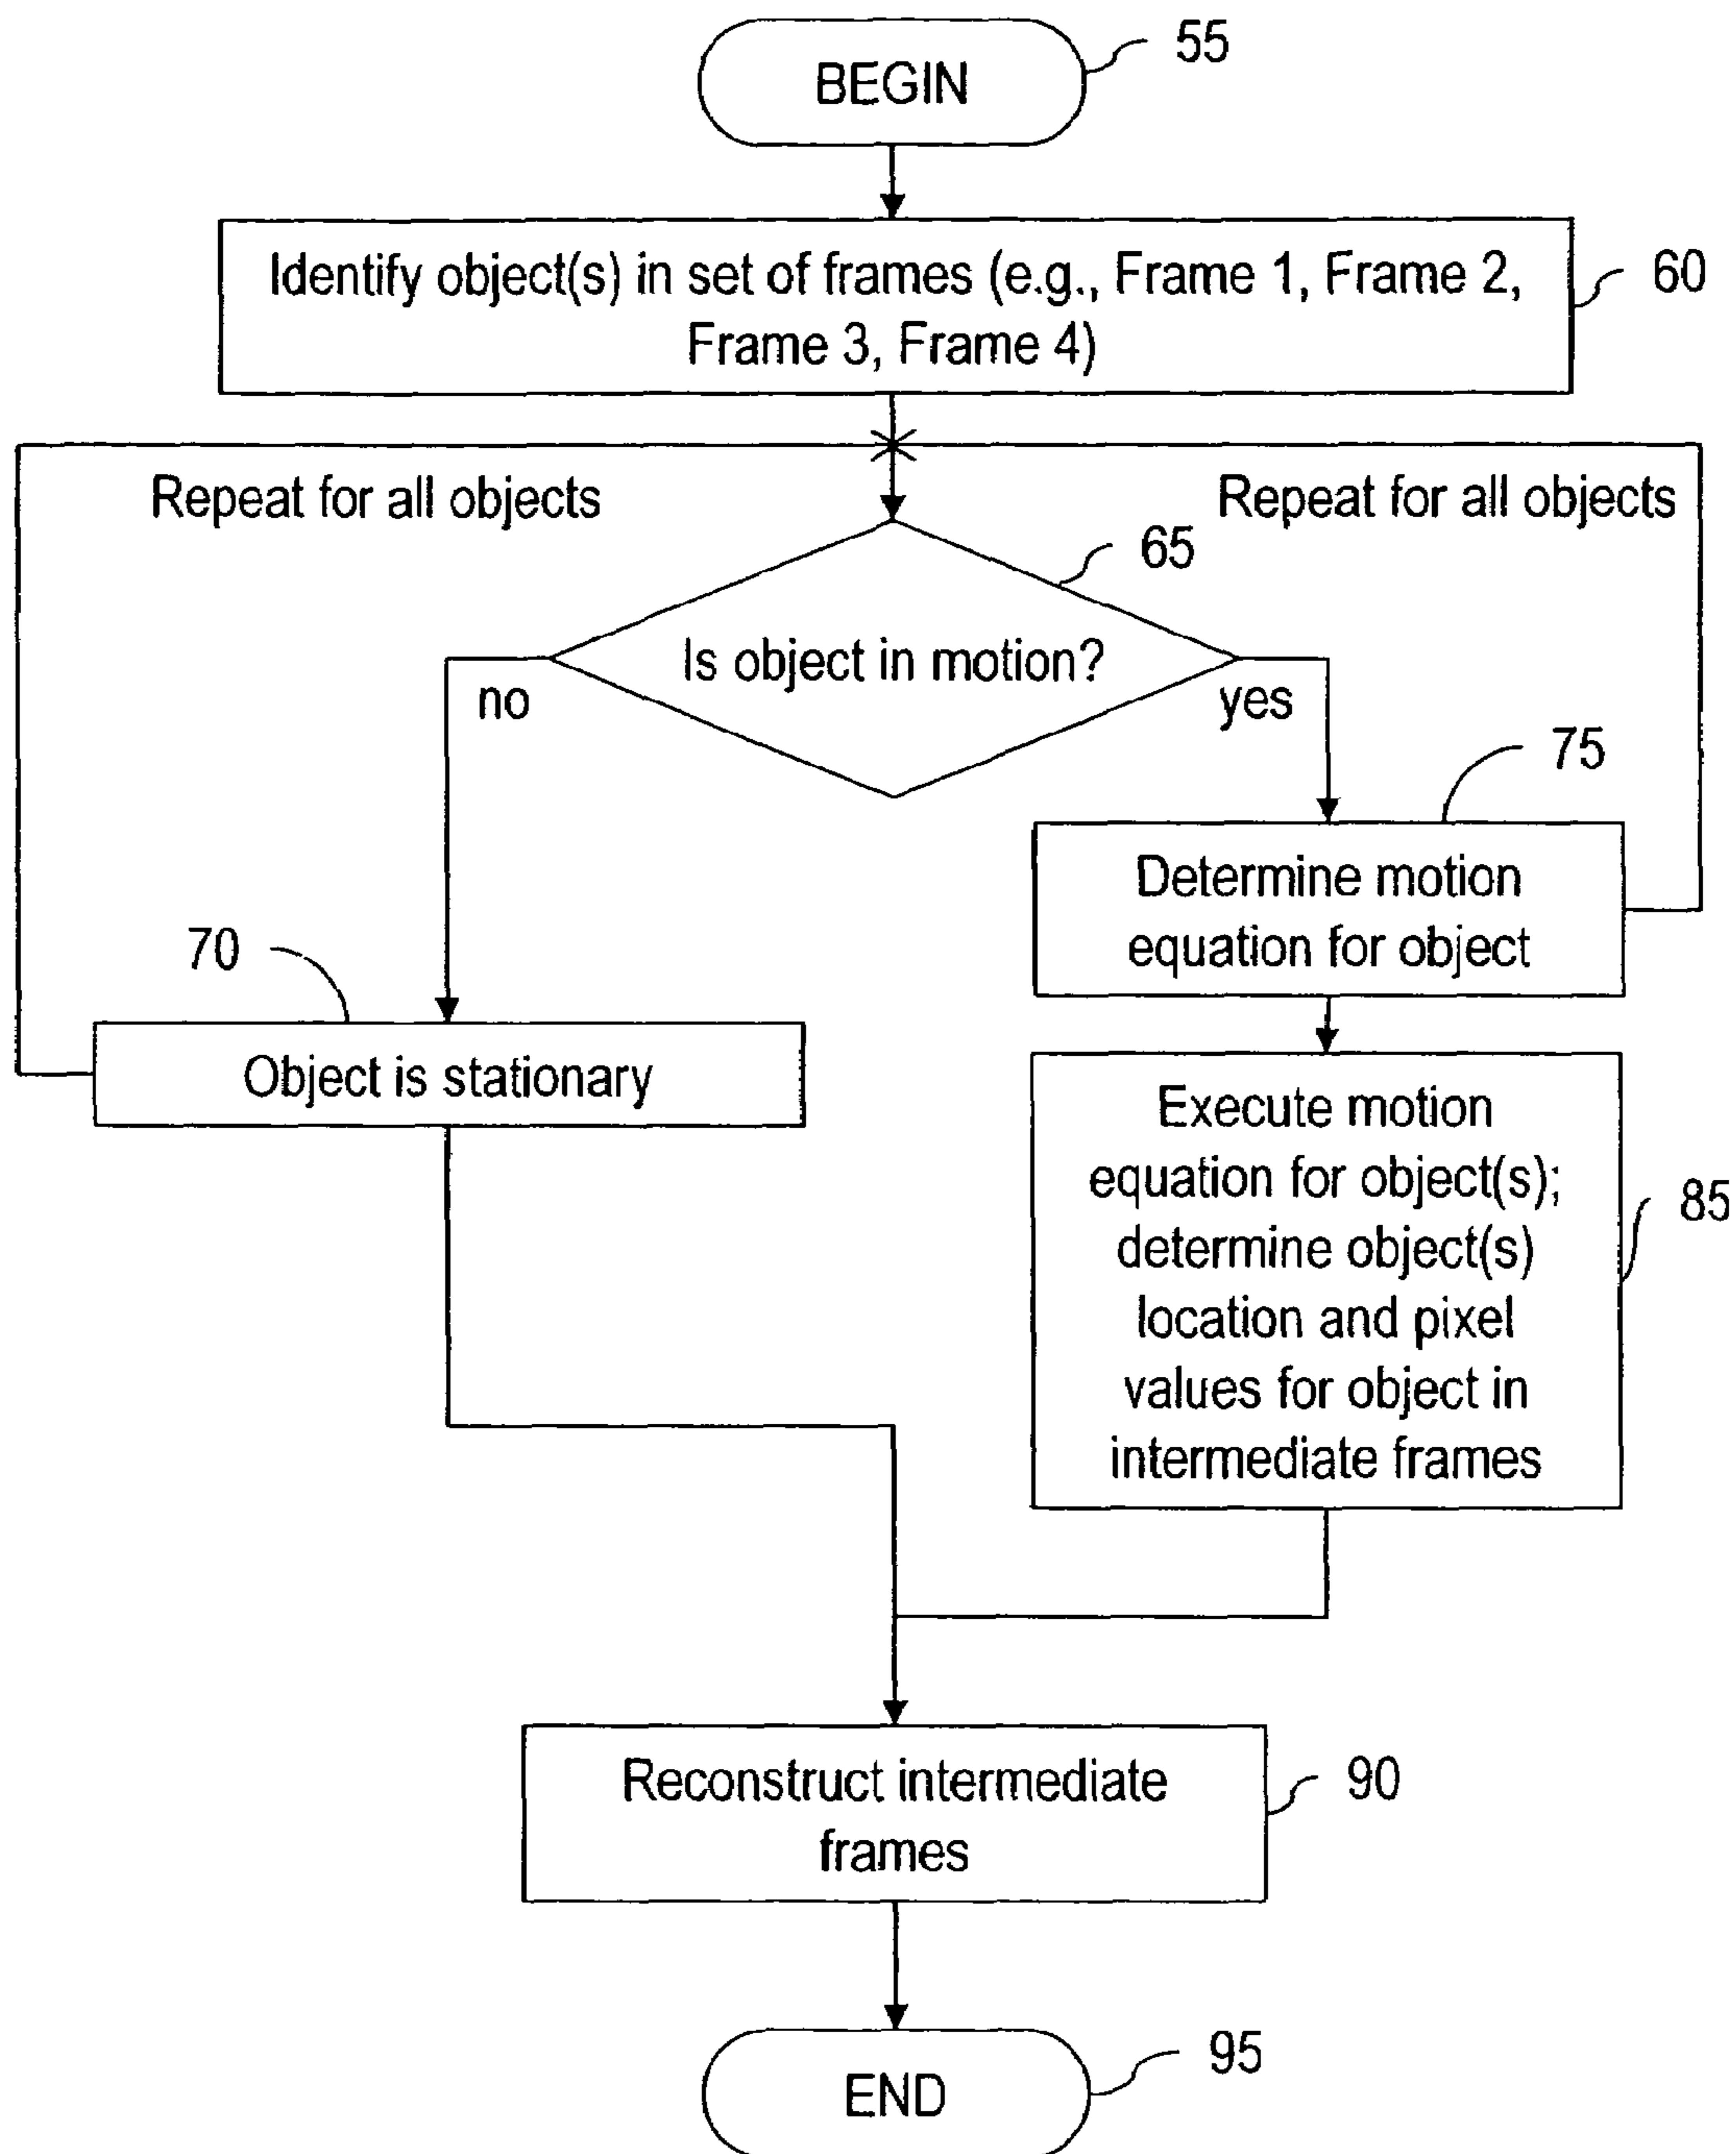 BEGIN
55
Identify object(s) in set of frames (e.g., Frame 1, Frame 2,
Frame 3, Frame 4)
60
Repeat for all objects
Repeat for all objects
65
Is object in motion?
no
yes
75
Determine motion
equation for object
70
Object is stationary
Execute motion
equation for object(s);
determine object(s)
location and pixel
values for object in
intermediate frames
85
Reconstruct intermediate
frames
90
END
95